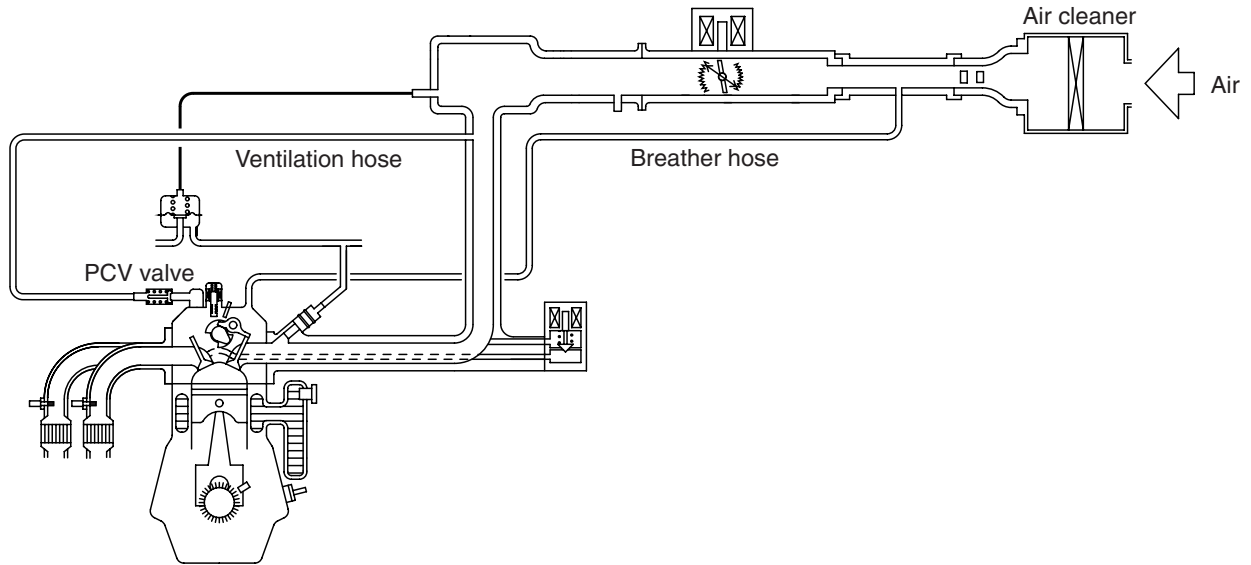 Air cleaner
Air
Ventilation hose
Breather hose
PCV valve